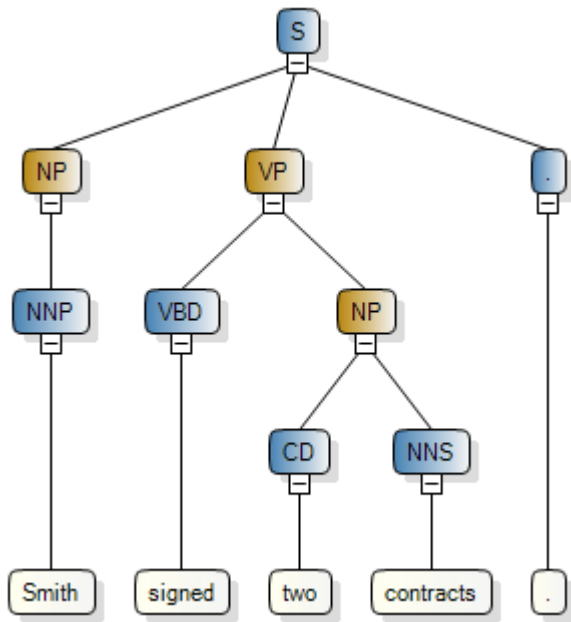 S
NP VP .
NNP VBD NP
CD NNS
Smith signed two contracts .